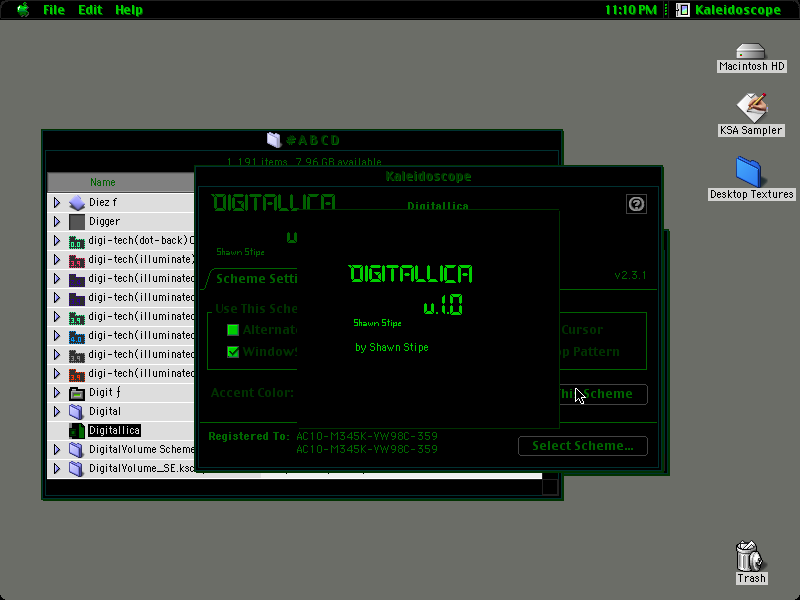 File Edit Help
11:10 PM
Kaleidoscope
Macintosh HD
KSA Sampler
Desktop Textures
Trash
#ABCD
1,191 items, 7.96 GB available
Name
Diez f
Digger
digi-tech(dot-back)
digi-tech(illuminate)
digi-tech(illuminated
digi-tech(illuminated
digi-tech(illuminated
digi-tech(illuminated
digi-tech(illuminated
digi-tech(illuminated
Digit ƒ
Digital
Digitallica
DigitalVolume Scheme
DigitalVolume_SE.ksc
Kaleidoscope
DIGITALLICA
Digitallica
Shawn Stipe
v2.3.1
Scheme Setti
Use This Sche
Alternat
Cursor
Window
p Pattern
Accent Color:
Scheme
Registered To: AC10-M345K-YW98C-359
AC10-M345K-YW98C-359
Select Scheme...
DIGITALLICA
v.1.0
Shawn Stipe
by Shawn Stipe